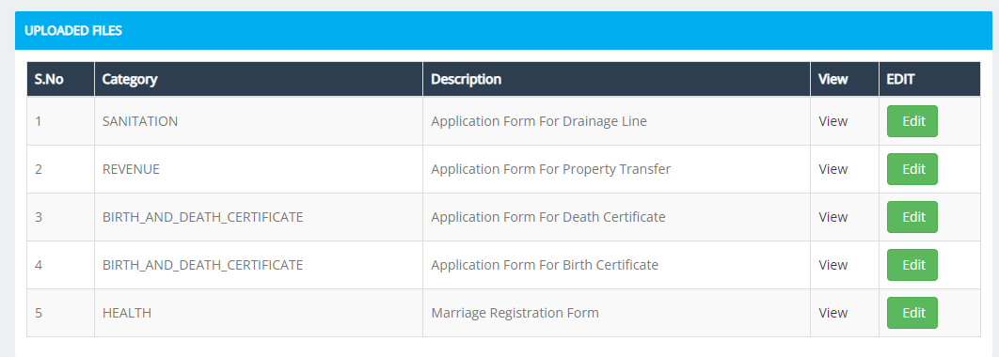 UPLOADED FILES
S.No Category Description View EDIT
1 SANITATION Application Form For Drainage Line View Edit
2 REVENUE Application Form For Property Transfer View Edit
3 BIRTH_AND_DEATH_CERTIFICATE Application Form For Death Certificate View Edit
4 BIRTH_AND_DEATH_CERTIFICATE Application Form For Birth Certificate View Edit
5 HEALTH Marriage Registration Form View Edit